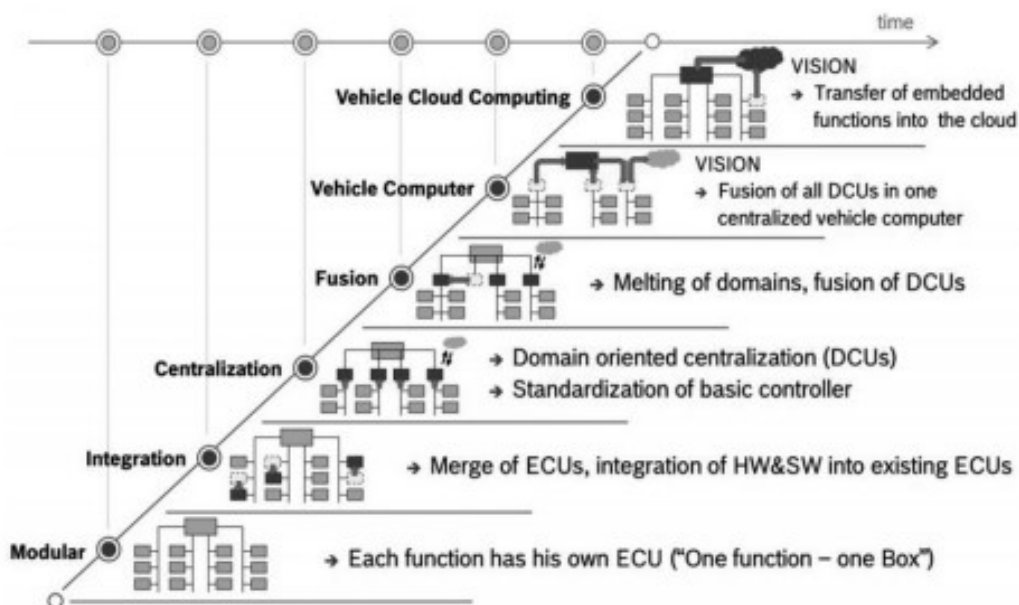 time
VISION
Vehicle Cloud Computing
→ Transfer of embedded
functions into the cloud
VISION
Vehicle Computer
→ Fusion of all DCUs in one
centralized vehicle computer
Fusion
→ Melting of domains, fusion of DCUs
Centralization
→ Domain oriented centralization (DCUs)
→ Standardization of basic controller
Integration
→ Merge of ECUs, integration of HW&SW into existing ECUs
Modular
→ Each function has his own ECU (“One function – one Box”)